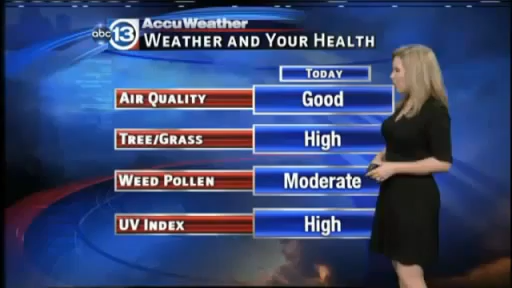 abc 13 AccuWeather
WEATHER AND YOUR HEALTH
TODAY
AIR QUALITY Good
TREE/GRASS High
WEED POLLEN Moderate
UV INDEX High